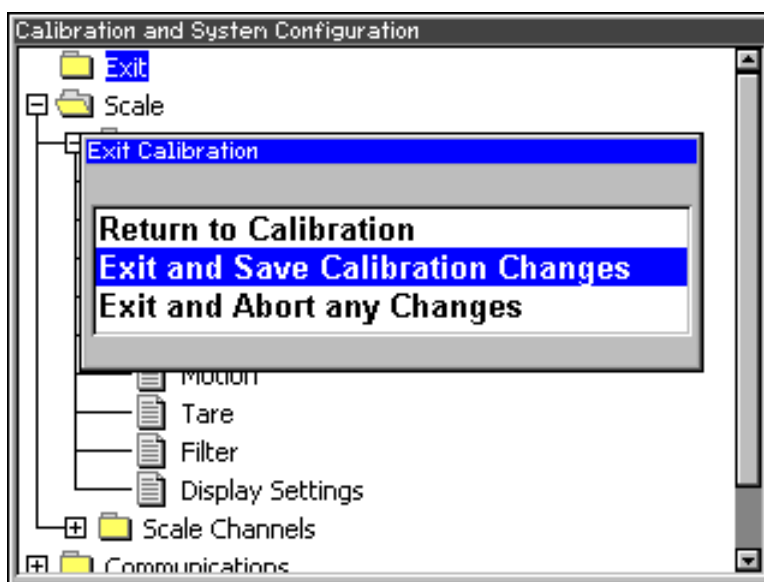 Calibration and System Configuration
Exit
Scale
Exit Calibration
Return to Calibration
Exit and Save Calibration Changes
Exit and Abort any Changes
Motion
Tare
Filter
Display Settings
Scale Channels
Communications